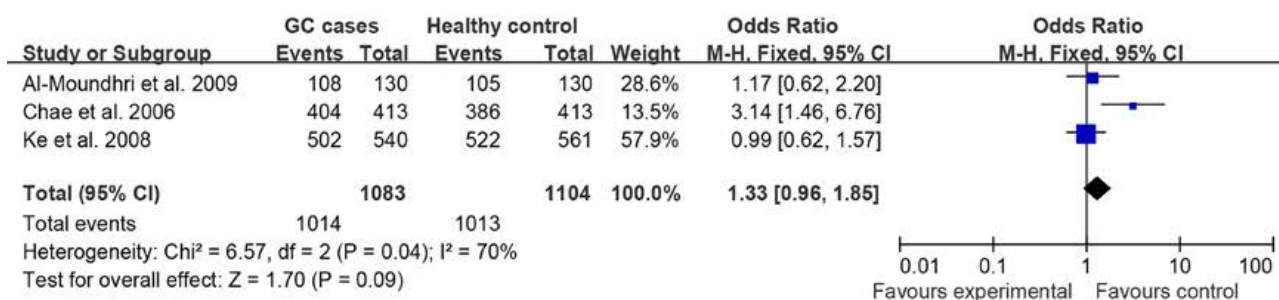 GC cases Healthy control Odds Ratio Odds Ratio
Study or Subgroup Events Total Events Total Weight M-H, Fixed, 95% CI M-H, Fixed, 95% CI
Al-Moundhri et al. 2009 108 130 105 130 28.6% 1.17 [0.62, 2.20]
Chae et al. 2006 404 413 386 413 13.5% 3.14 [1.46, 6.76]
Ke et al. 2008 502 540 522 561 57.9% 0.99 [0.62, 1.57]
Total (95% CI) 1083 1104 100.0% 1.33 [0.96, 1.85]
Total events 1014 1013
Heterogeneity: Chi² = 6.57, df = 2 (P = 0.04); I² = 70%
Test for overall effect: Z = 1.70 (P = 0.09)
0.01 0.1 1 10 100
Favours experimental Favours control